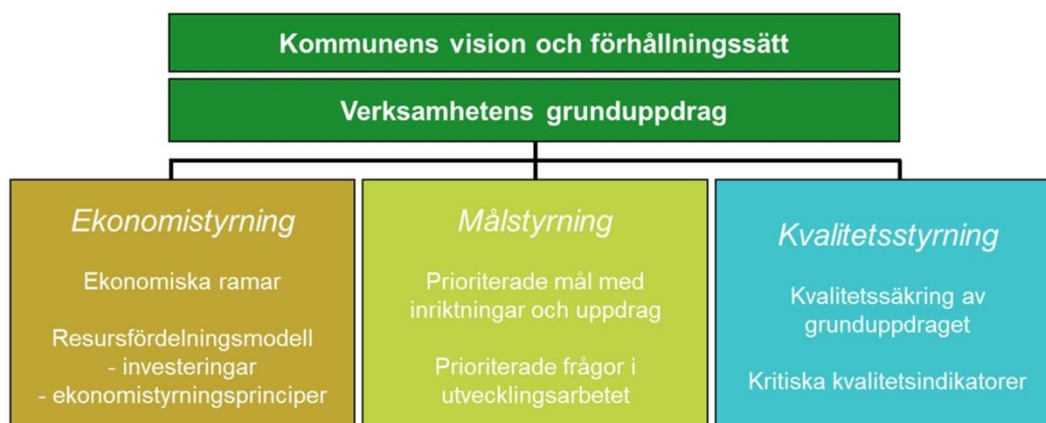 Kommunens vision och förhållningssätt
Verksamhetens grunduppdrag
Ekonomistyrning
Ekonomiska ramar
Resursfördelningsmodell
- investeringar
- ekonomistyrningsprinciper
Målstyrning
Prioriterade mål med
inriktningar och uppdrag
Prioriterade frågor i
utvecklingsarbetet
Kvalitetsstyrning
Kvalitetssäkring av
grunduppdraget
Kritiska kvalitetsindikatorer